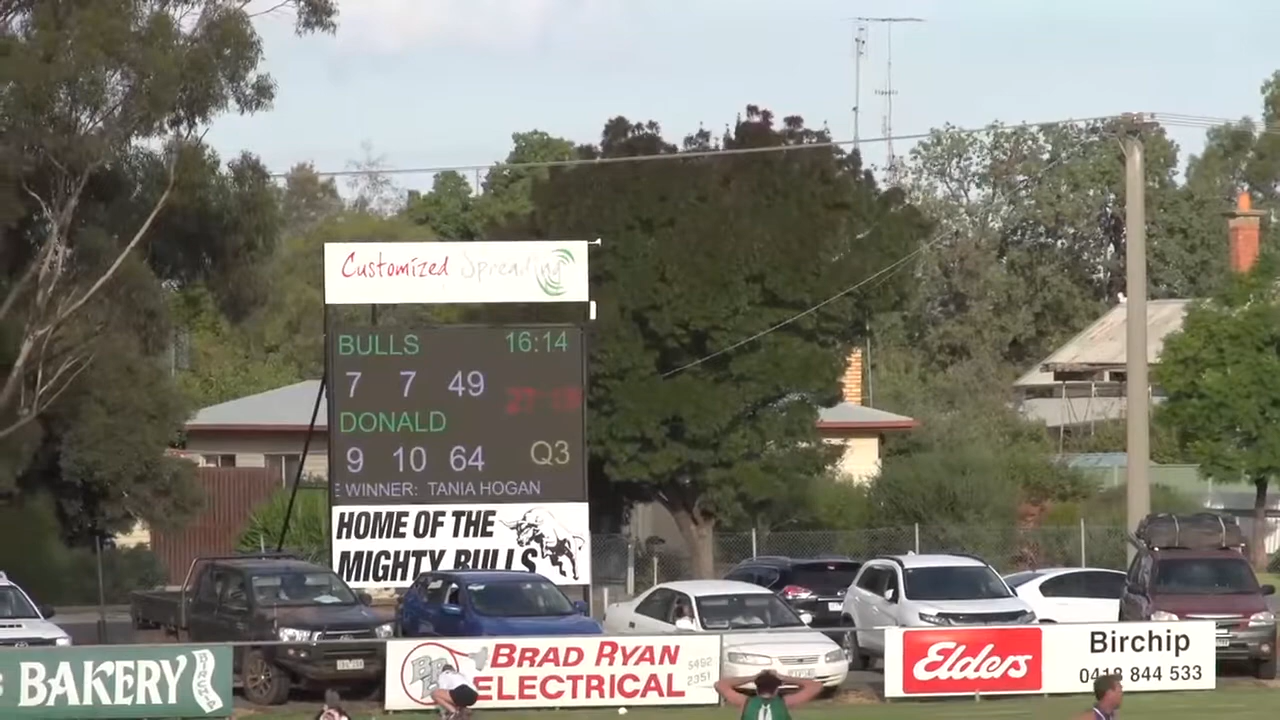 Customized Spreading
BULLS 16:14
7 7 49
DONALD
9 10 64 Q3
WINNER: TANIA HOGAN
HOME OF THE
MIGHTY BULLS
BAKERY
BRAD RYAN
ELECTRICAL
5492
2351
Elders
Birchip
0418 844 533